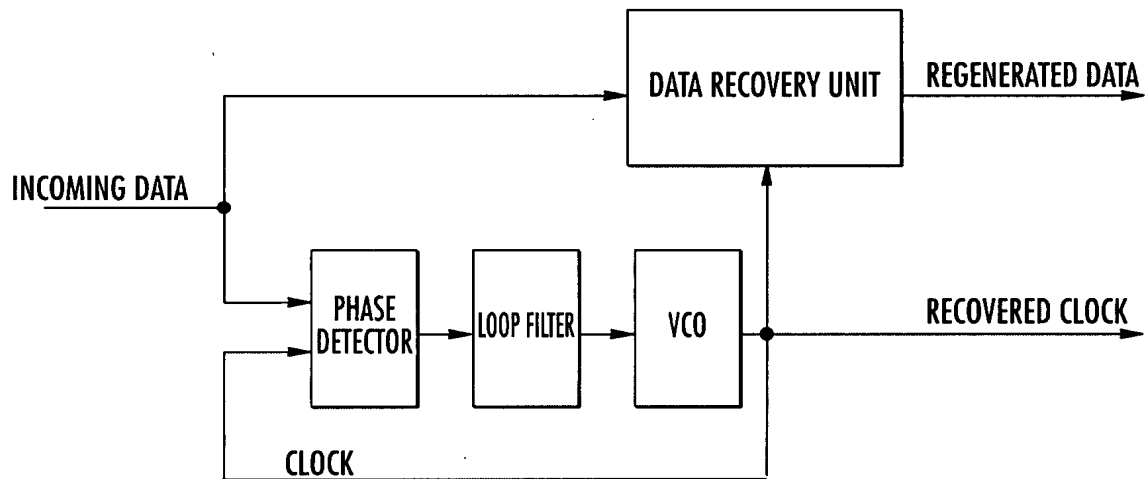 DATA RECOVERY UNIT
REGENERATED DATA
INCOMING DATA
PHASE
DETECTOR
LOOP FILTER
VCO
RECOVERED CLOCK
CLOCK